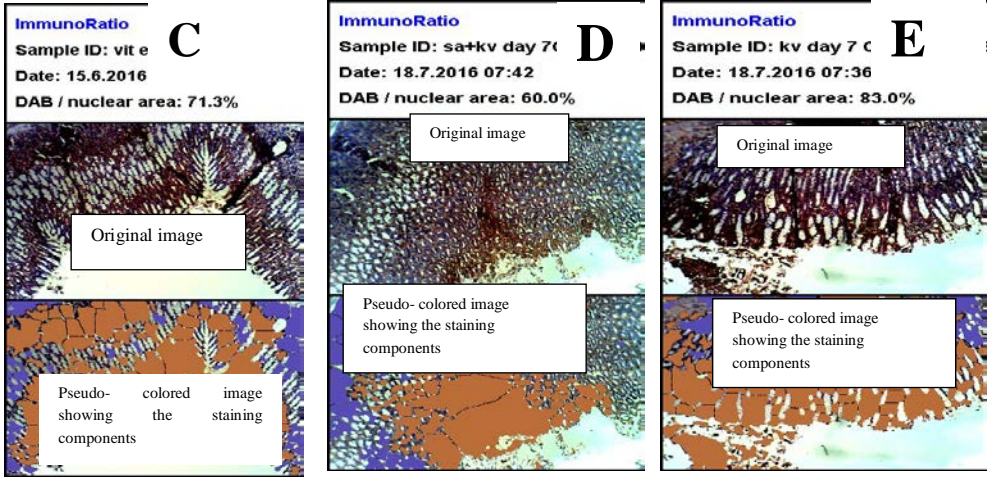 ImmunoRatio
Sample ID: vit e
Date: 15.6.2016
DAB / nuclear area: 71.3%
C
Original image
Pseudo- colored image
showing the staining
components
ImmunoRatio
Sample ID: sa+kv day 7
Date: 18.7.2016 07:42
DAB / nuclear area: 60.0%
D
Original image
Pseudo- colored image
showing the staining
components
ImmunoRatio
Sample ID: kv day 7
Date: 18.7.2016 07:36
DAB / nuclear area: 83.0%
E
Original image
Pseudo- colored image
showing the staining
components